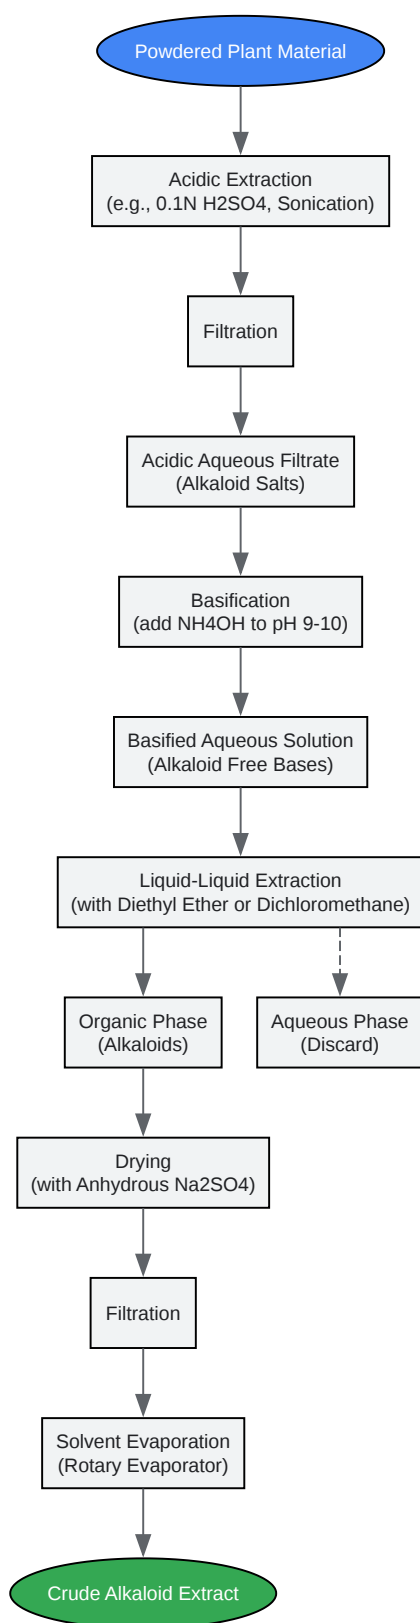 Powdered Plant Material
Acidic Extraction
(e.g., 0.1N H2SO4, Sonication)
Filtration
Acidic Aqueous Filtrate
(Alkaloid Salts)
Basification
(add NH4OH to pH 9-10)
Basified Aqueous Solution
(Alkaloid Free Bases)
Liquid-Liquid Extraction
(with Diethyl Ether or Dichloromethane)
Organic Phase
(Alkaloids)
Aqueous Phase
(Discard)
Drying
(with Anhydrous Na2SO4)
Filtration
Solvent Evaporation
(Rotary Evaporator)
Crude Alkaloid Extract